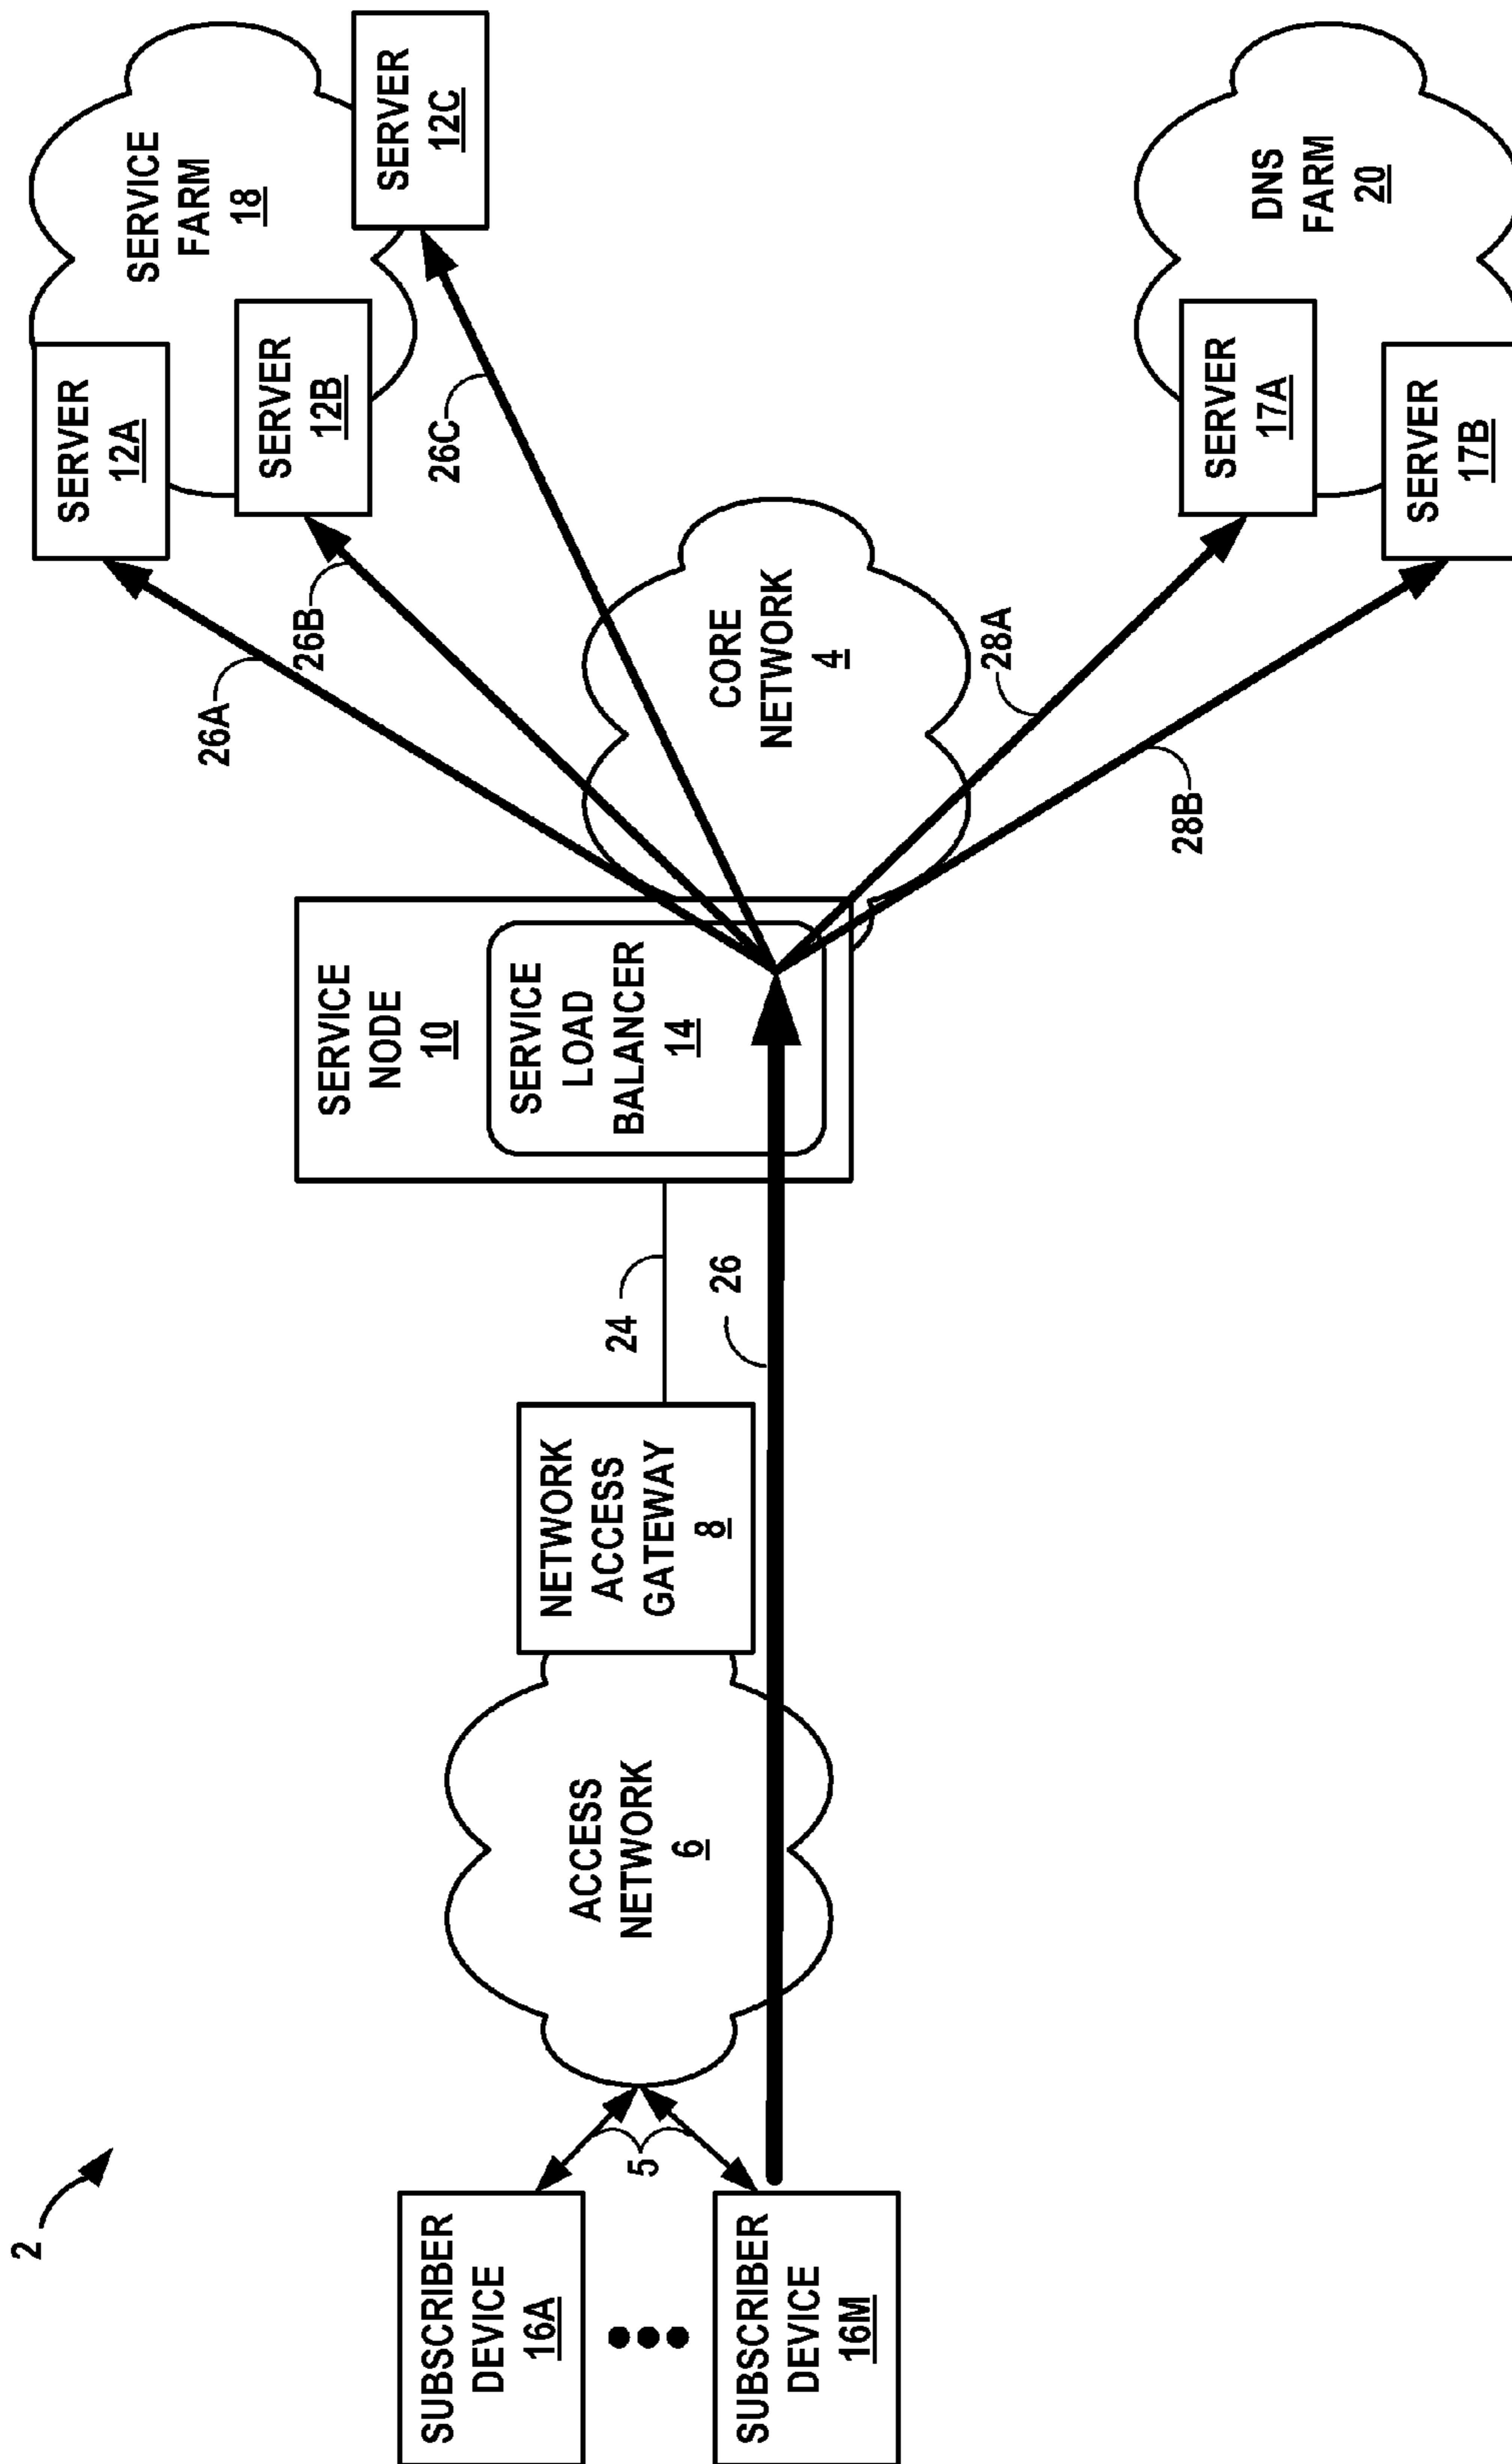 2
SUBSCRIBER
DEVICE
16A
SUBSCRIBER
DEVICE
16M
5
ACCESS
NETWORK
6
NETWORK
ACCESS
GATEWAY
8
24
26
SERVICE
NODE
10
SERVICE
LOAD
BALANCER
14
CORE
NETWORK
4
26A
26B
26C
28A
28B
SERVER
12A
SERVER
12B
SERVICE
FARM
18
SERVER
12C
SERVER
17A
SERVER
17B
DNS
FARM
20